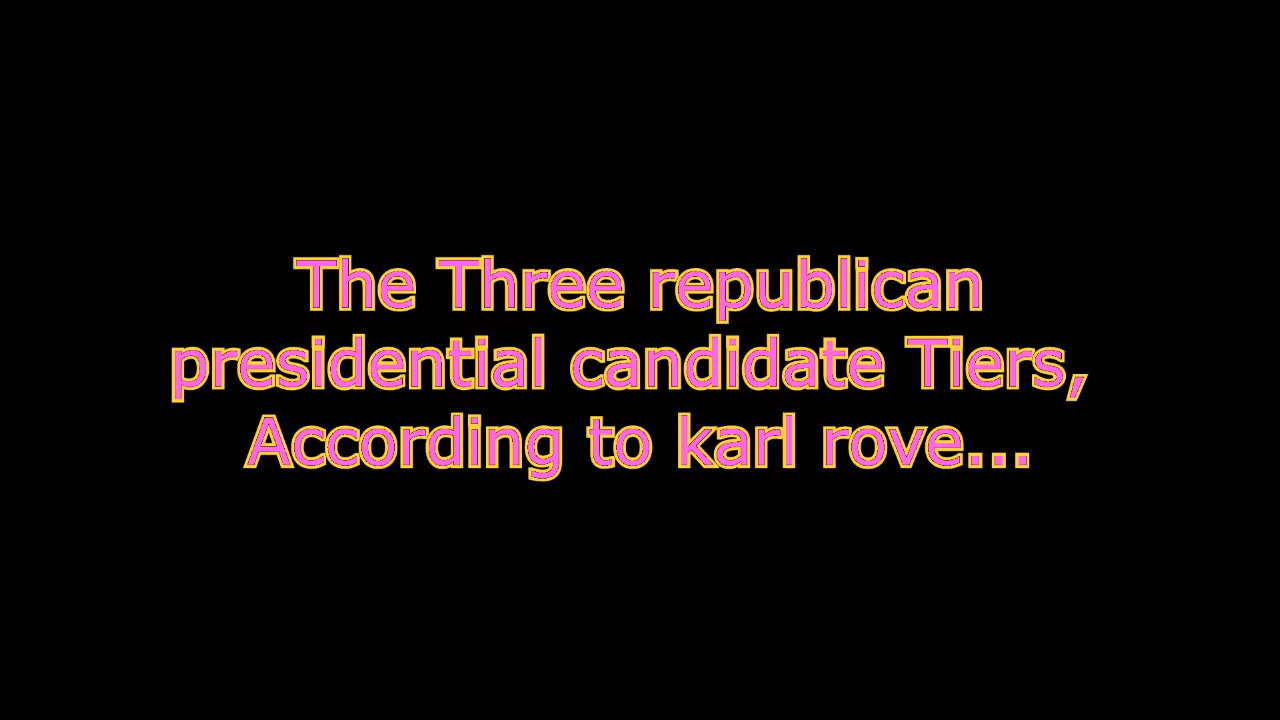 The Three republican
presidential candidate Tiers,
According to karl rove...